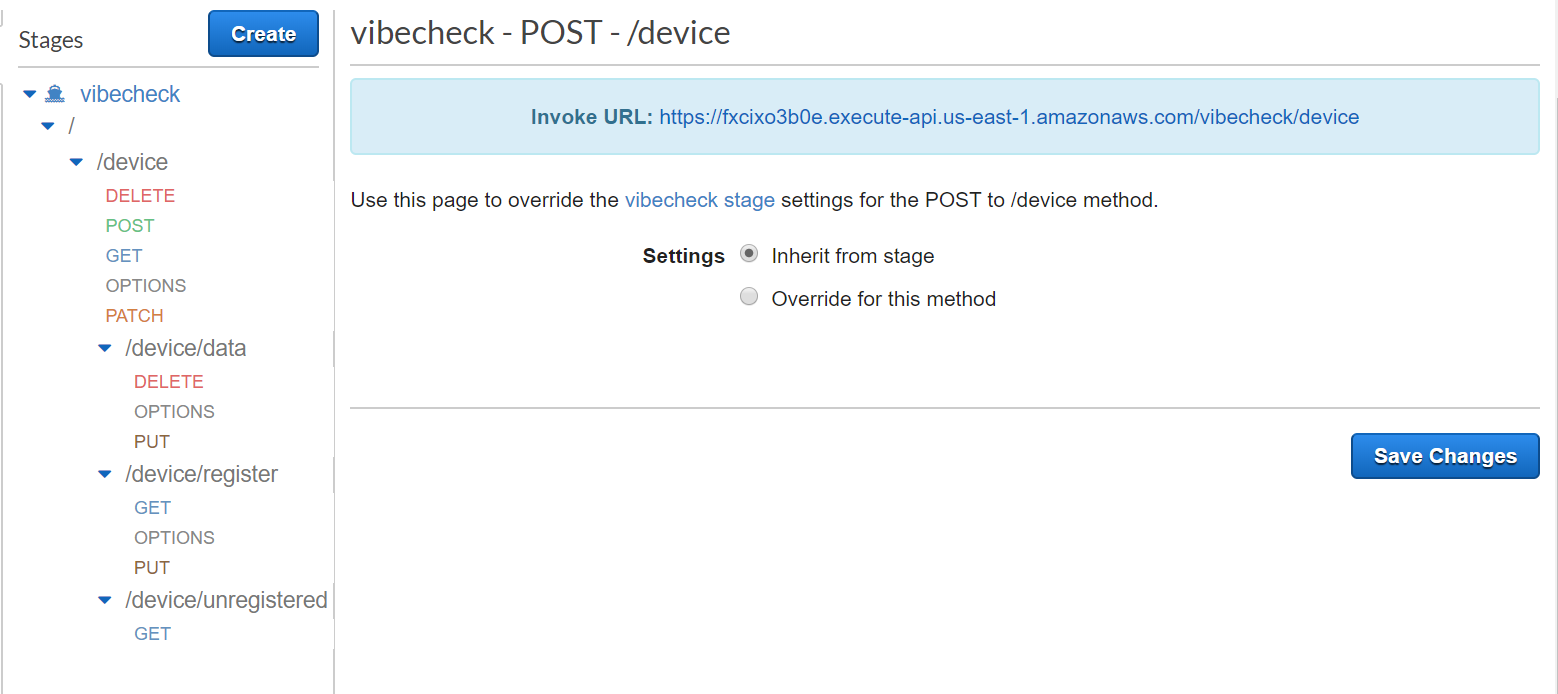 Stages
Create
vibecheck
/
/device
DELETE
POST
GET
OPTIONS
PATCH
/device/data
DELETE
OPTIONS
PUT
/device/register
GET
OPTIONS
PUT
/device/unregistered
GET
vibecheck - POST - /device
Invoke URL: https://fxcixo3b0e.execute-api.us-east-1.amazonaws.com/vibecheck/device
Use this page to override the vibecheck stage settings for the POST to /device method.
Settings Inherit from stage
Override for this method
Save Changes